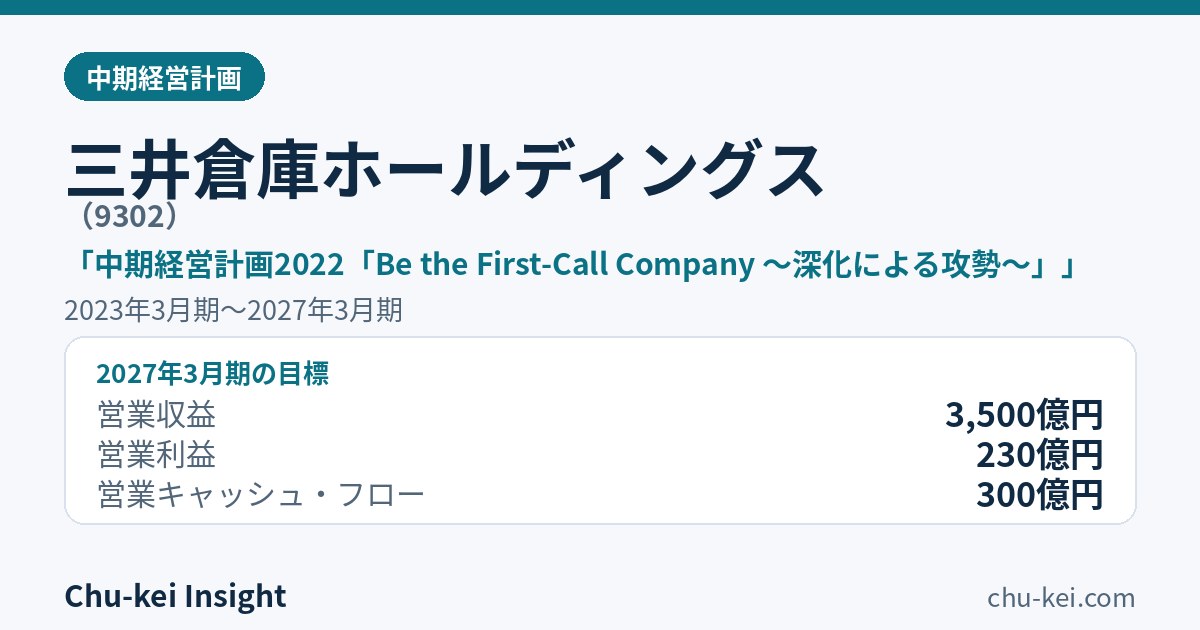 中期経営計画
三井倉庫ホールディングス
（9302）
「中期経営計画2022「Be the First-Call Company ～深化による攻勢～」」
2023年3月期～2027年3月期
2027年3月期の目標
営業収益 3,500億円
営業利益 230億円
営業キャッシュ・フロー 300億円
Chu-kei Insight chu-kei.com